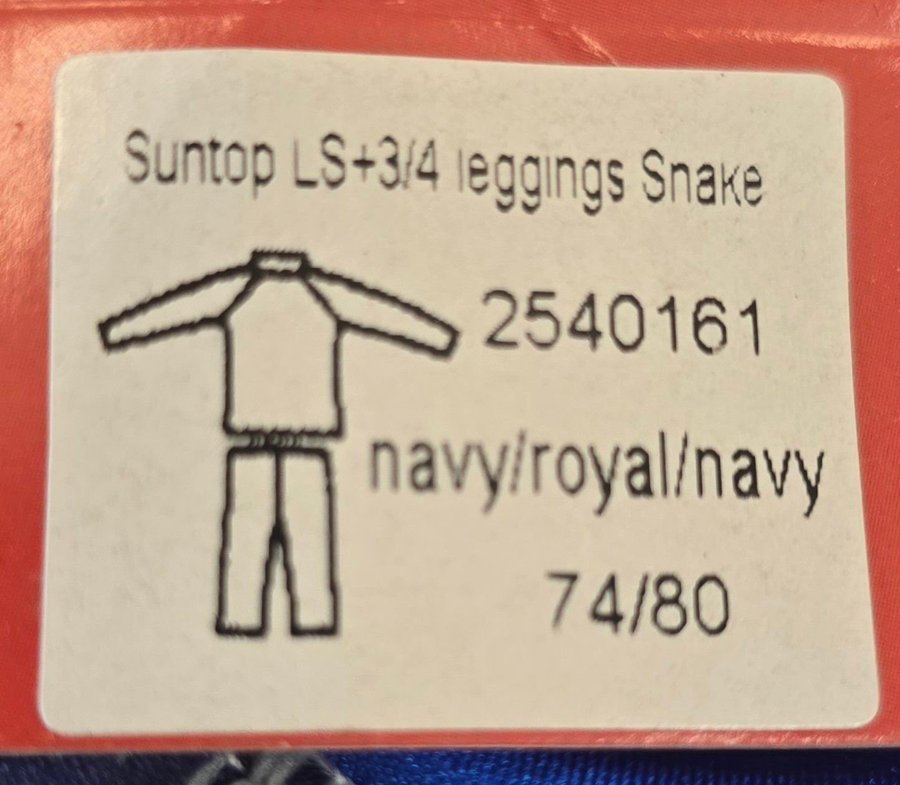 Suntop LS+3/4 leggings Snake
2540161
navy/royal/navy
74/80